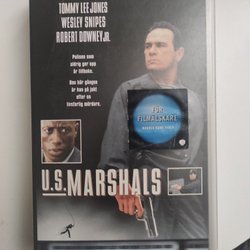 TOMMY LEE JONES
WESLEY SNIPES
ROBERT DOWNEY JR.
Polisen som
aldrig ger upp
är tillbaka.
Den här gången
är han på jakt
efter en
livsfarlig mördare.
FÖR
FILMÄLSKARE
U.S. MARSHALS